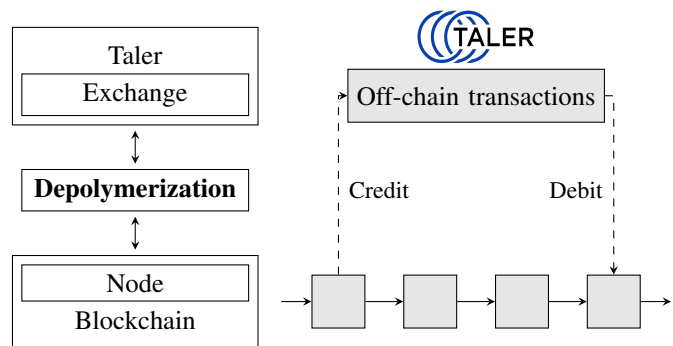 Taler
Exchange
Depolymerization
Node
Blockchain
TALER
Off-chain transactions
Credit
Debit